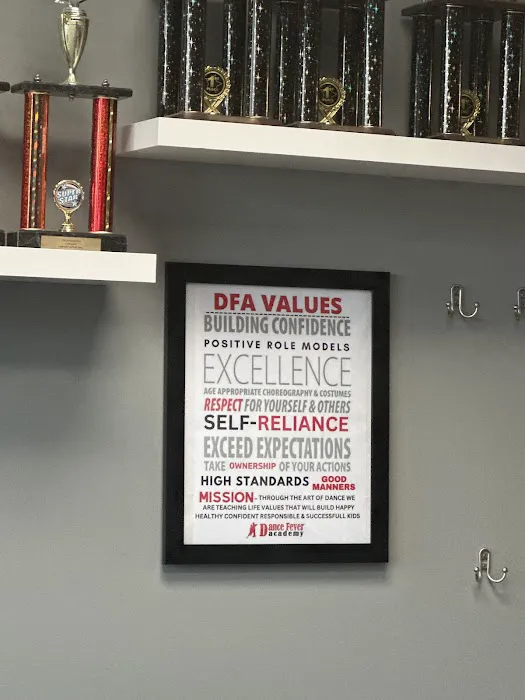 SUPER
STAR
DFA VALUES
BUILDING CONFIDENCE
POSITIVE ROLE MODELS
EXCELLENCE
AGE APPROPRIATE CHOREOGRAPHY & COSTUMES
RESPECT FOR YOURSELF & OTHERS
SELF-RELIANCE
EXCEED EXPECTATIONS
TAKE OWNERSHIP OF YOUR ACTIONS
HIGH STANDARDS GOOD MANNERS
MISSION- THROUGH THE ART OF DANCE WE
ARE TEACHING LIFE VALUES THAT WILL BUILD HAPPY
HEALTHY CONFIDENT RESPONSIBLE & SUCCESSFULL KIDS
Dance Fever
academy